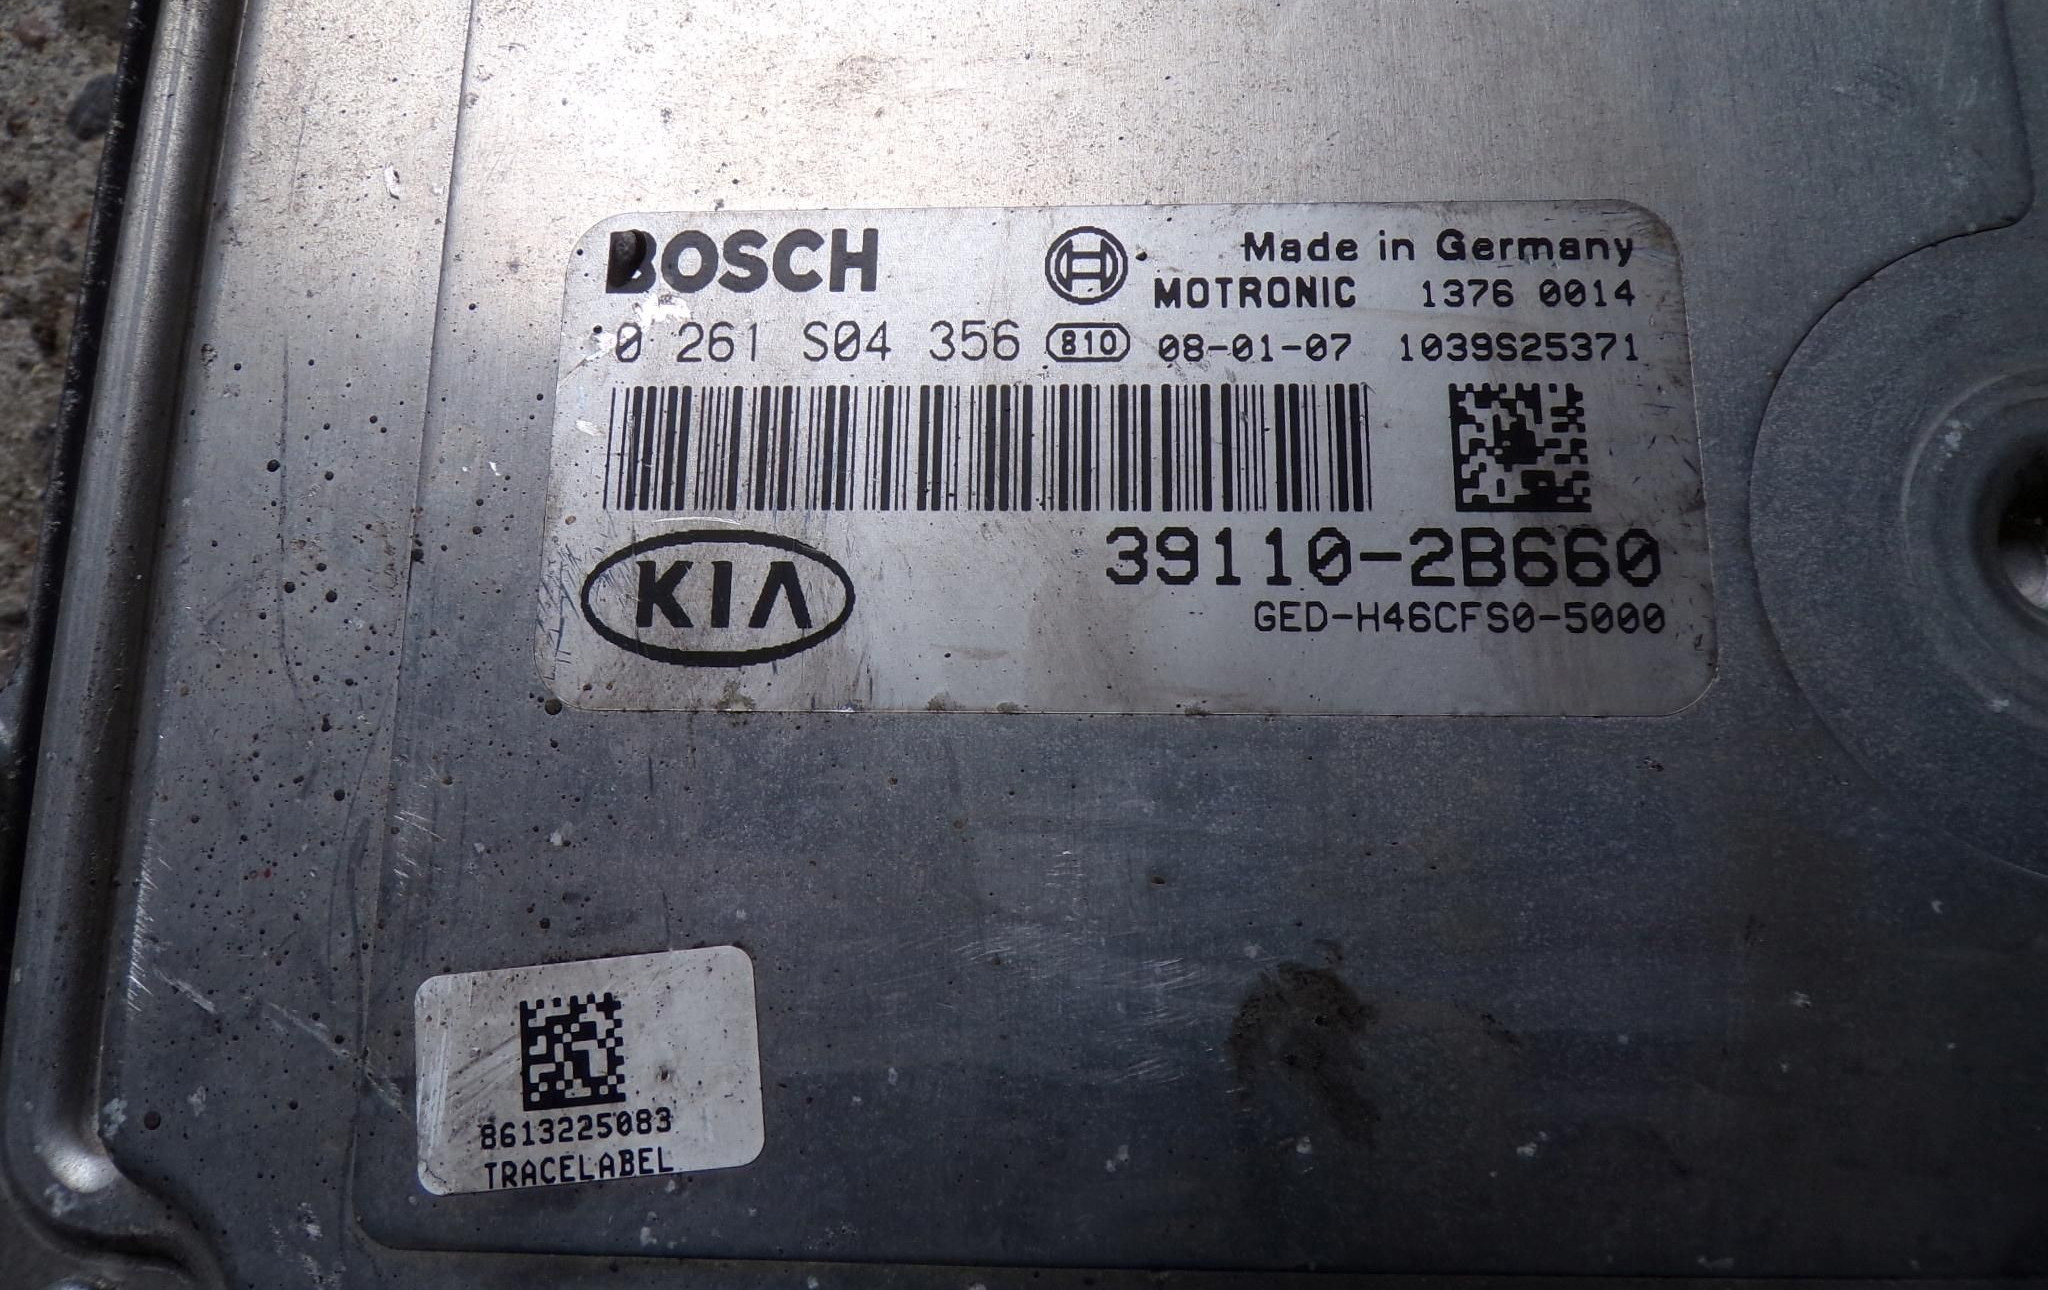 BOSCH Made in Germany
MOTRONIC 1376 0014
0 261 S04 356 810 08-01-07 1039S25371
KIA 39110-2B660
GED-H46CFS0-5000
8613225083
TRACELABEL